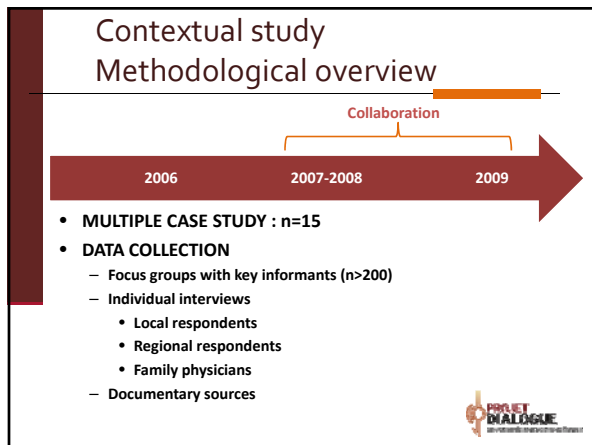 Contextual study
Methodological overview
Collaboration
2006 2007-2008 2009
• MULTIPLE CASE STUDY : n=15
• DATA COLLECTION
– Focus groups with key informants (n>200)
– Individual interviews
• Local respondents
• Regional respondents
• Family physicians
– Documentary sources
PROJET
DIALOGUE